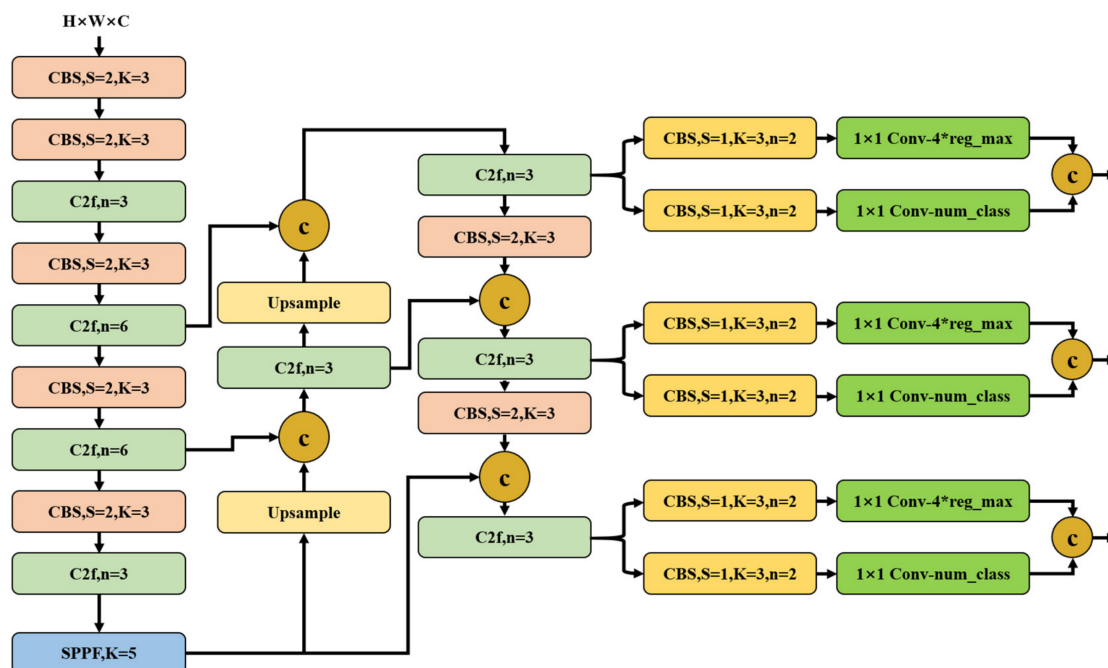 H×W×C
CBS,S=2,K=3
CBS,S=2,K=3
C2f,n=3
CBS,S=2,K=3
C2f,n=6
CBS,S=2,K=3
C2f,n=6
CBS,S=2,K=3
C2f,n=3
SPPF,K=5
c
Upsample
C2f,n=3
c
Upsample
C2f,n=3
CBS,S=2,K=3
c
C2f,n=3
CBS,S=2,K=3
c
C2f,n=3
CBS,S=1,K=3,n=2
1×1 Conv-4*reg_max
c
CBS,S=1,K=3,n=2
1×1 Conv-num_class
CBS,S=1,K=3,n=2
1×1 Conv-4*reg_max
c
CBS,S=1,K=3,n=2
1×1 Conv-num_class
CBS,S=1,K=3,n=2
1×1 Conv-4*reg_max
c
CBS,S=1,K=3,n=2
1×1 Conv-num_class